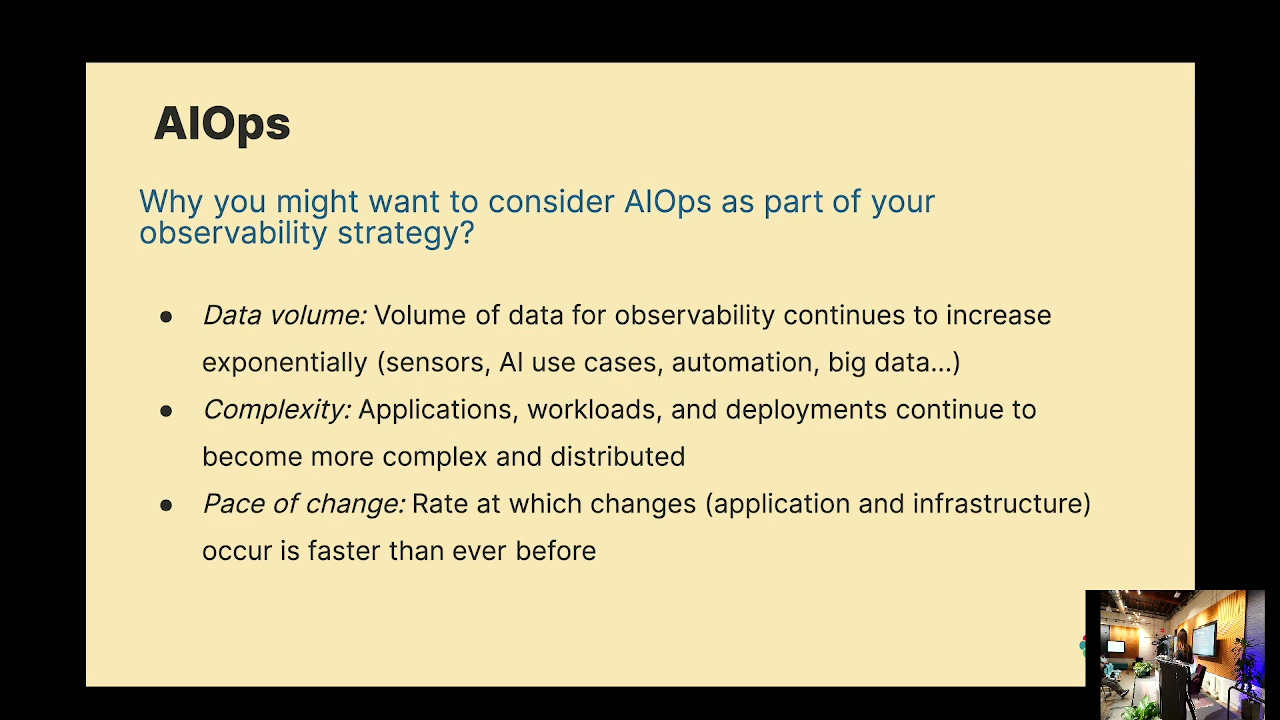 AIOps
Why you might want to consider AIOps as part of your
observability strategy?
● Data volume: Volume of data for observability continues to increase
exponentially (sensors, AI use cases, automation, big data...)
● Complexity: Applications, workloads, and deployments continue to
become more complex and distributed
● Pace of change: Rate at which changes (application and infrastructure)
occur is faster than ever before